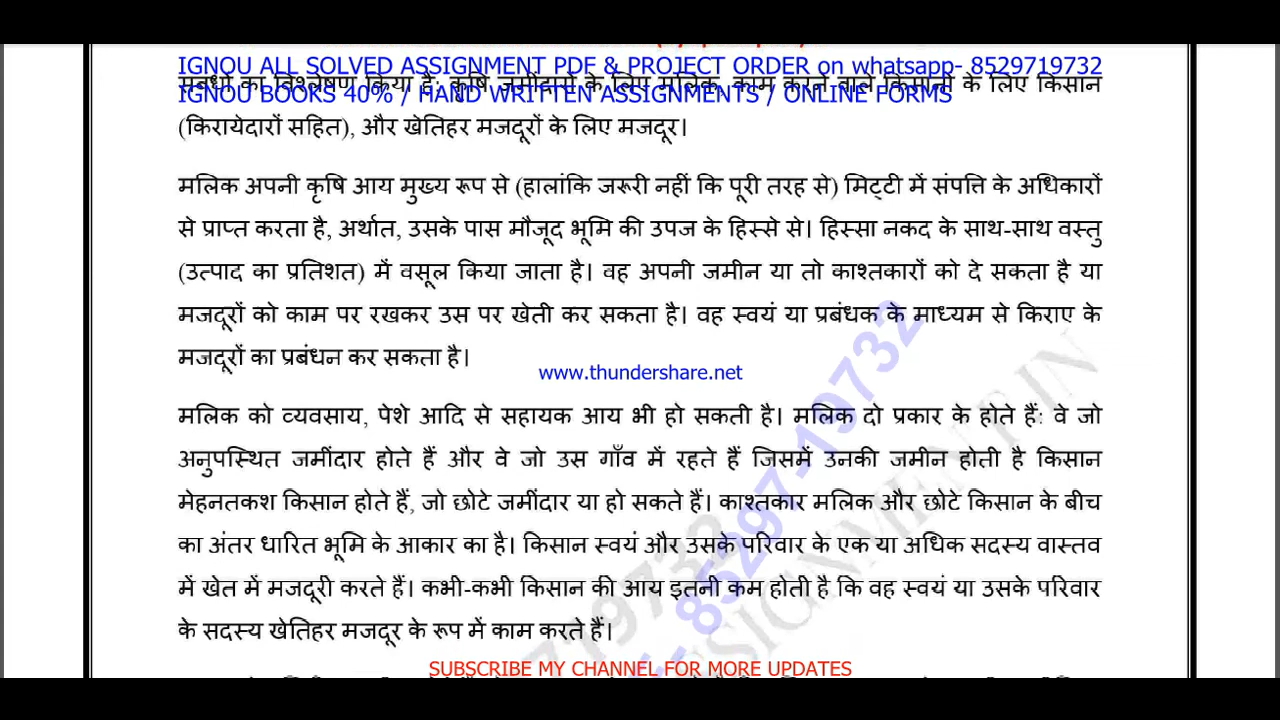 IGNOU ALL SOLVED ASSIGNMENT PDF & PROJECT ORDER on whatsapp- 8529719732
संबंधों का विश्लेषण किया है: कृषि जमींदारों के लिए मलिक, काम करने वाले किसानों के लिए किसान
IGNOU BOOKS 40% / HAND WRITTEN ASSIGNMENTS / ONLINE FORMS
(किरायेदारों सहित), और खेतिहर मजदूरों के लिए मजदूर।
मलिक अपनी कृषि आय मुख्य रूप से (हालांकि जरूरी नहीं कि पूरी तरह से) मिट्टी में संपत्ति के अधिकारों
से प्राप्त करता है, अर्थात, उसके पास मौजूद भूमि की उपज के हिस्से से। हिस्सा नकद के साथ-साथ वस्तु
(उत्पाद का प्रतिशत) में वसूल किया जाता है। वह अपनी जमीन या तो काश्तकारों को दे सकता है या
मजदूरों को काम पर रखकर उस पर खेती कर सकता है। वह स्वयं या प्रबंधक के माध्यम से किराए के
मजदूरों का प्रबंधन कर सकता है।
www.thundershare.net
मलिक को व्यवसाय, पेशे आदि से सहायक आय भी हो सकती है। मलिक दो प्रकार के होते हैं: वे जो
अनुपस्थित जमींदार होते हैं और वे जो उस गाँव में रहते हैं जिसमें उनकी जमीन होती है किसान
मेहनतकश किसान होते हैं, जो छोटे जमींदार या हो सकते हैं। काश्तकार मलिक और छोटे किसान के बीच
का अंतर धारित भूमि के आकार का है। किसान स्वयं और उसके परिवार के एक या अधिक सदस्य वास्तव
में खेत में मजदूरी करते हैं। कभी-कभी किसान की आय इतनी कम होती है कि वह स्वयं या उसके परिवार
के सदस्य खेतिहर मजदूर के रूप में काम करते हैं।
SUBSCRIBE MY CHANNEL FOR MORE UPDATES